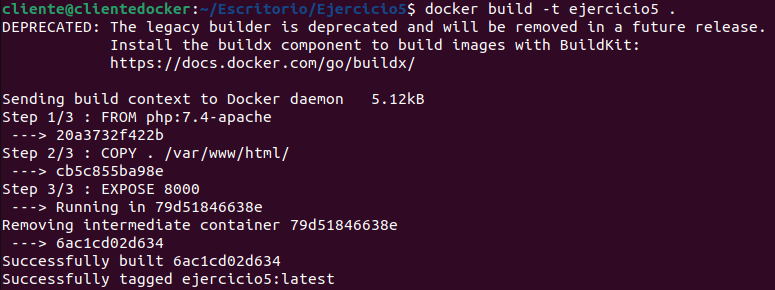 cliente@clientedocker:~/Escritorio/Ejercicio5$ docker build -t ejercicio5 .
DEPRECATED: The legacy builder is deprecated and will be removed in a future release.
            Install the buildx component to build images with BuildKit:
            https://docs.docker.com/go/buildx/

Sending build context to Docker daemon   5.12kB
Step 1/3 : FROM php:7.4-apache
 ---> 20a3732f422b
Step 2/3 : COPY . /var/www/html/
 ---> cb5c855ba98e
Step 3/3 : EXPOSE 8000
 ---> Running in 79d51846638e
Removing intermediate container 79d51846638e
 ---> 6ac1cd02d634
Successfully built 6ac1cd02d634
Successfully tagged ejercicio5:latest